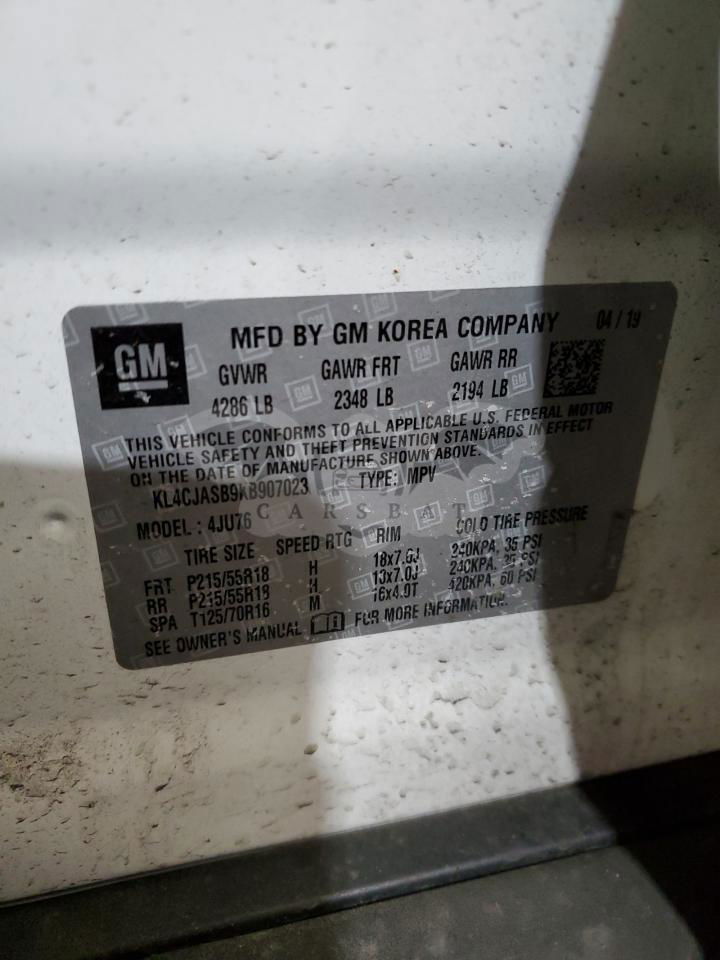 GM
MFD BY GM KOREA COMPANY 04 / 19
GVWR GAWR FRT GAWR RR
4286 LB 2348 LB 2194 LB
THIS VEHICLE CONFORMS TO ALL APPLICABLE U.S. FEDERAL MOTOR
VEHICLE SAFETY AND THEFT PREVENTION STANDARDS IN EFFECT
ON THE DATE OF MANUFACTURE SHOWN ABOVE.
KL4CJASB9KB907023 TYPE: MPV
CARSBAT
MODEL : 4JU76
TIRE SIZE SPEED RTG RIM COLD TIRE PRESSURE
FRT P215/55R18 H 18x7.0J 240KPA, 35 PSI
RR P215/55R18 H 18x7.0J 240KPA, 35 PSI
SPA T125/70R16 M 16x4.0T 420KPA, 60 PSI
SEE OWNER'S MANUAL FOR MORE INFORMATION.